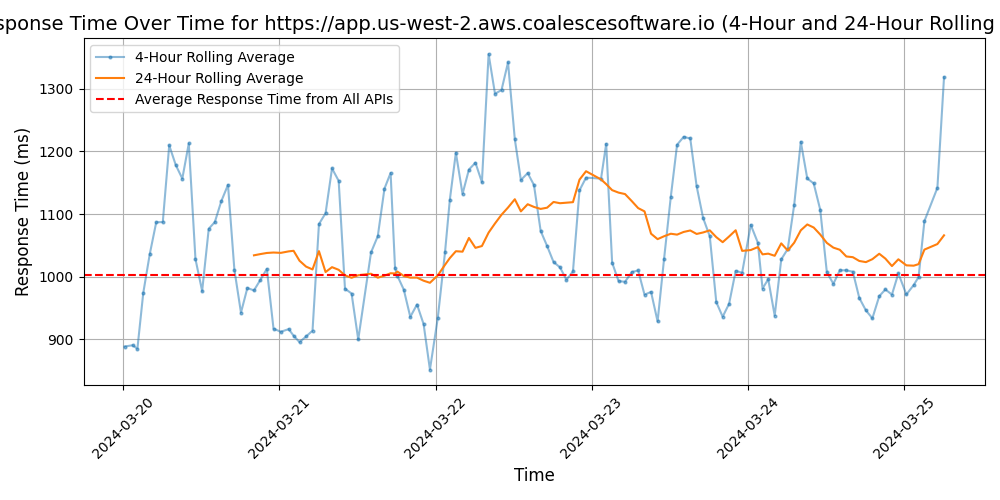 sponse Time Over Time for https://app.us-west-2.aws.coalescesoftware.io (4-Hour and 24-Hour Rolling
4-Hour Rolling Average
24-Hour Rolling Average
Average Response Time from All APIs
Response Time (ms)
1300
1200
1100
1000
900
2024-03-20
2024-03-21
2024-03-22
2024-03-23
2024-03-24
2024-03-25
Time